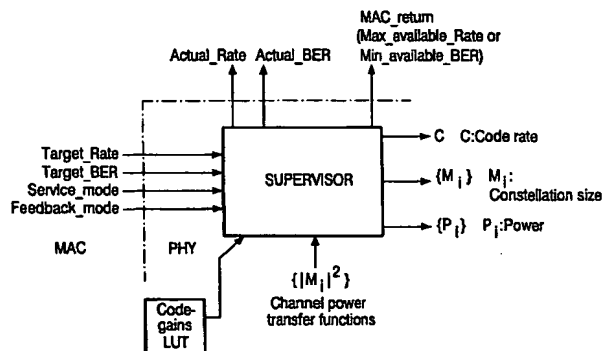 MAC_return
(Max_available_Rate or
Min_available_BER)
Actual_Rate
Actual_BER
Target_Rate
Target_BER
Service_mode
Feedback_mode
SUPERVISOR
C C:Code rate
{M_i} M_i:
Constellation size
{P_i} P_i:Power
MAC
PHY
{|M_i|^2}
Channel power
transfer functions
Code-
gains
LUT